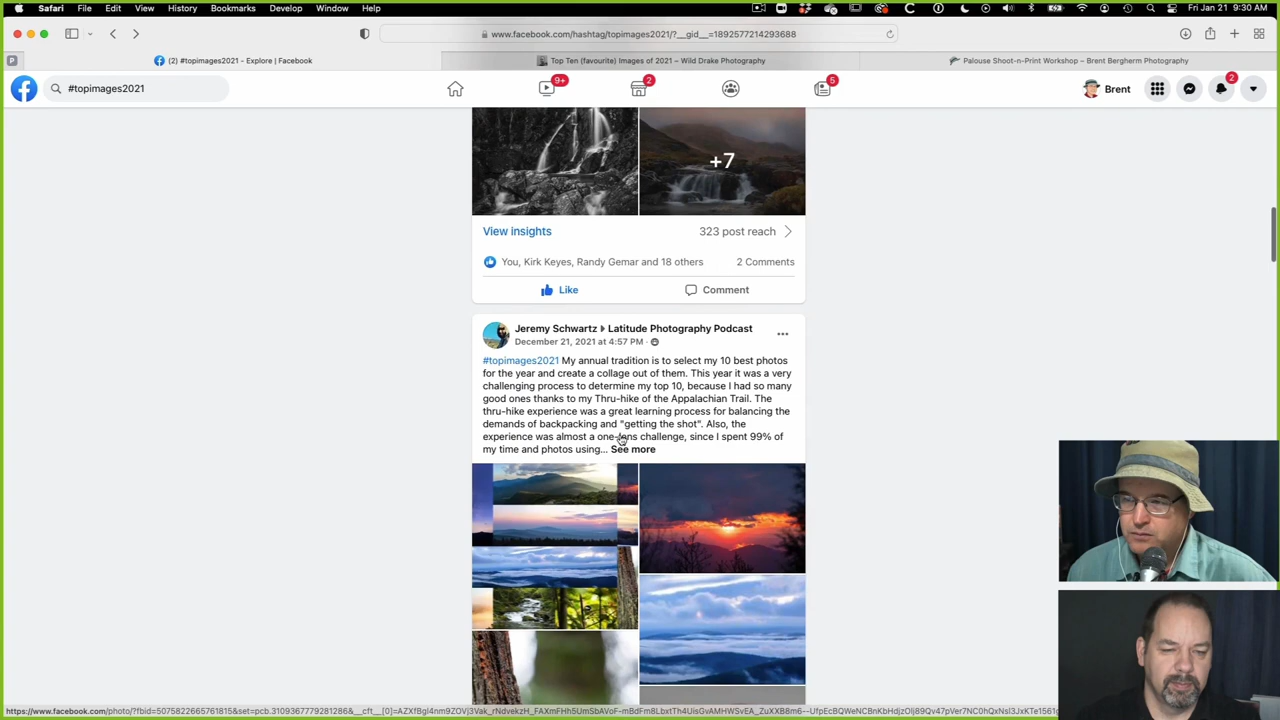 Safari File Edit View History Bookmarks Develop Window Help Fri Jan 21 9:30 AM
www.facebook.com/hashtag/topimages2021/?__gid__=1892577214293688
P (2) #topimages2021 - Explore | Facebook Top Ten (favourite) Images of 2021 – Wild Drake Photography Palouse Shoot-n-Print Workshop – Brent Bergherm Photography
#topimages2021 9+ 2 5 Brent 2
+7
View insights 323 post reach
You, Kirk Keyes, Randy Gemar and 18 others 2 Comments
Like Comment
Jeremy Schwartz Latitude Photography Podcast
December 21, 2021 at 4:57 PM ·
#topimages2021 My annual tradition is to select my 10 best photos
for the year and create a collage out of them. This year it was a very
challenging process to determine my top 10, because I had so many
good ones thanks to my Thru-hike of the Appalachian Trail. The
thru-hike experience was a great learning process for balancing the
demands of backpacking and "getting the shot". Also, the
experience was almost a one-lens challenge, since I spent 99% of
my time and photos using... See more